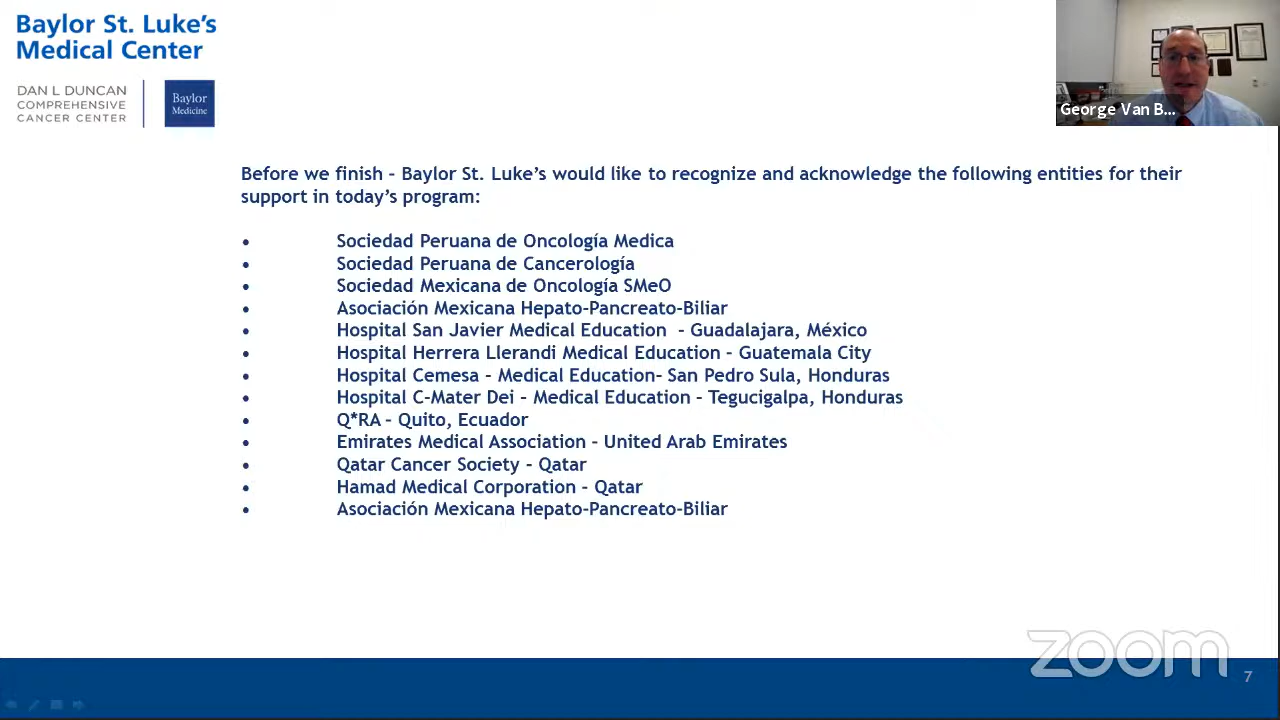 Baylor St. Luke's
Medical Center
DAN L DUNCAN
COMPREHENSIVE
CANCER CENTER
Baylor
Medicine
George Van B...
Before we finish – Baylor St. Luke's would like to recognize and acknowledge the following entities for their
support in today's program:
• Sociedad Peruana de Oncología Medica
• Sociedad Peruana de Cancerología
• Sociedad Mexicana de Oncología SMeO
• Asociación Mexicana Hepato-Pancreato-Biliar
• Hospital San Javier Medical Education – Guadalajara, México
• Hospital Herrera Llerandi Medical Education – Guatemala City
• Hospital Cemesa – Medical Education– San Pedro Sula, Honduras
• Hospital C-Mater Dei – Medical Education – Tegucigalpa, Honduras
• Q*RA – Quito, Ecuador
• Emirates Medical Association – United Arab Emirates
• Qatar Cancer Society – Qatar
• Hamad Medical Corporation – Qatar
• Asociación Mexicana Hepato-Pancreato-Biliar
zoom
7